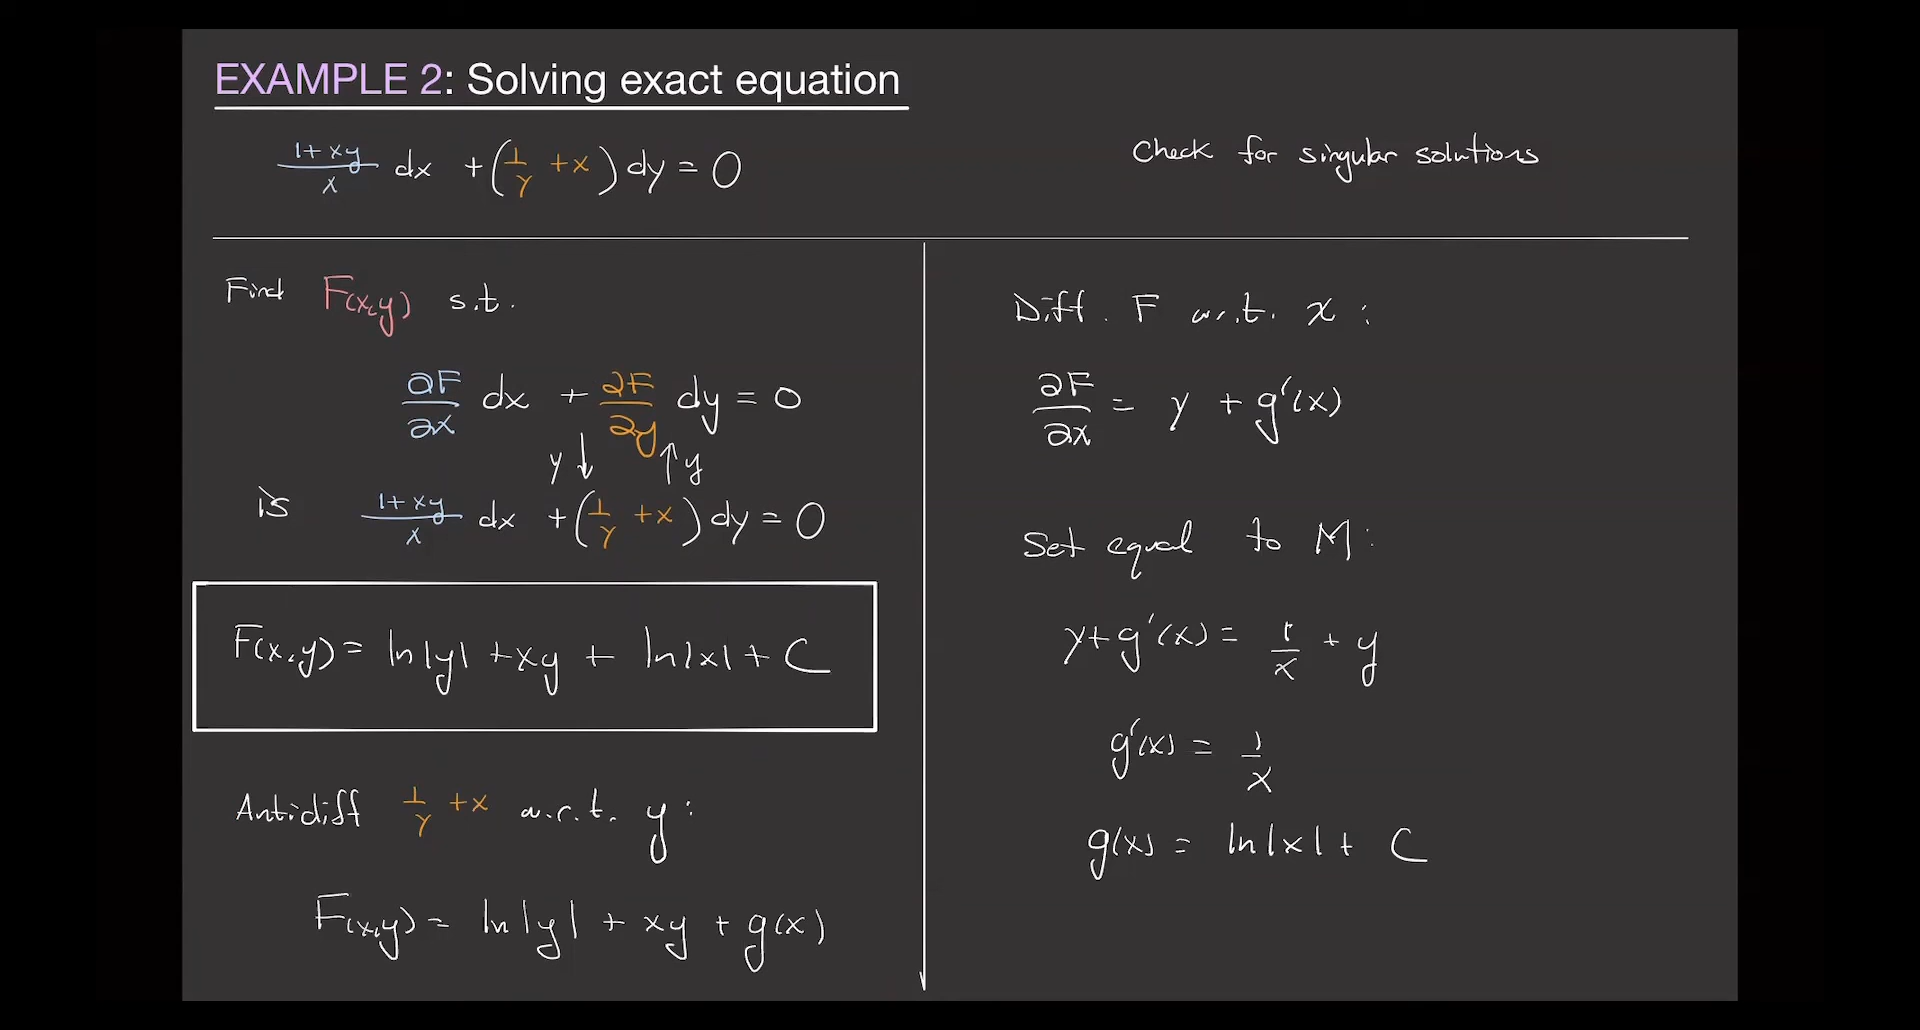 EXAMPLE 2: Solving exact equation
(1+xy)/x dx + (1/y + x) dy = 0
Check for singular solutions
Find F(x,y) s.t.
∂F/∂x dx + ∂F/∂y dy = 0
y ↓ ↑ y
is (1+xy)/x dx + (1/y + x) dy = 0
F(x,y) = ln|y| + xy + ln|x| + C
Antidiff 1/y + x w.r.t. y:
F(x,y) = ln|y| + xy + g(x)
Diff. F w.r.t. x:
∂F/∂x = y + g'(x)
Set equal to M:
y + g'(x) = 1/x + y
g'(x) = 1/x
g(x) = ln|x| + C